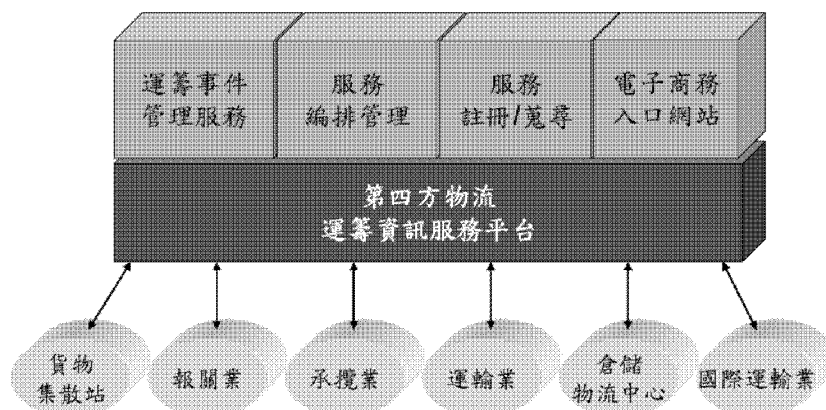 運籌事件
管理服務
服務
編排管理
服務
註冊/蒐尋
電子商務
入口網站
第四方物流
運籌資訊服務平台
貨物
集散站
報關業
承攬業
運輸業
倉儲
物流中心
國際運輸業